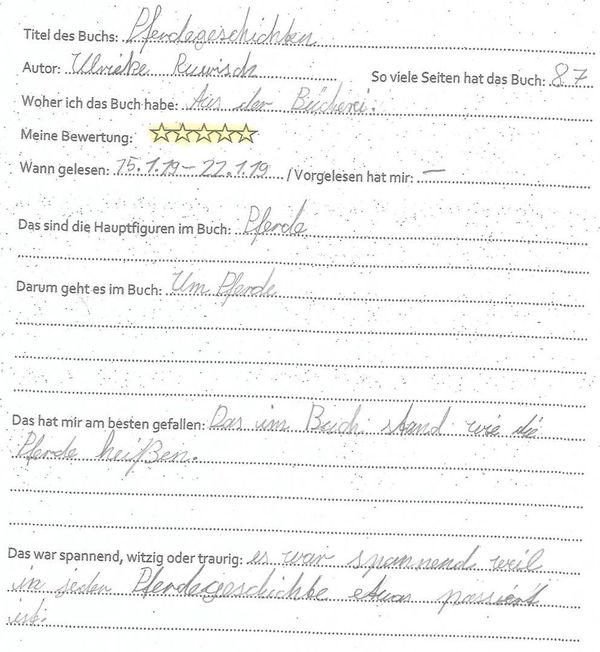 Titel des Buchs: Pferdegeschichten
Autor: Ulrieke Ruwisch So viele Seiten hat das Buch: 87
Woher ich das Buch habe: Aus der Bücherei.
Meine Bewertung:
Wann gelesen: 15.1.19 – 22.1.19 / Vorgelesen hat mir: –
Das sind die Hauptfiguren im Buch: Pferde
Darum geht es im Buch: Um Pferde
Das hat mir am besten gefallen: Das im Buch stand wie die
Pferde heißen.
Das war spannend, witzig oder traurig: es war spannend weil
in jeder Pferdegeschichte etwas passiert
ist.